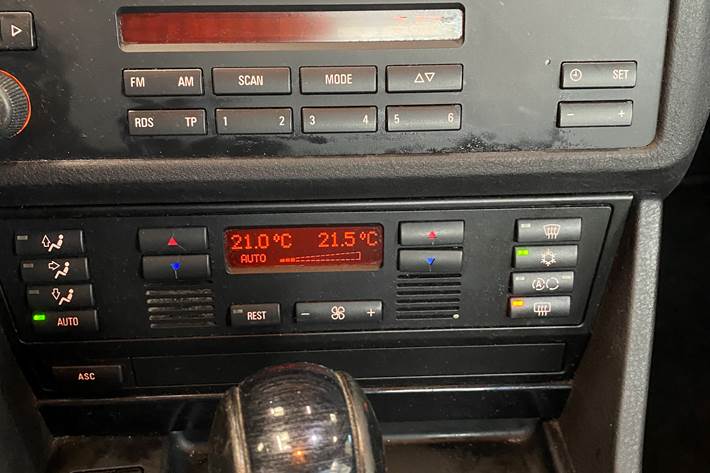 FM AM SCAN MODE SET
RDS TP 1 2 3 4 5 6 - +
21.0°C 21.5°C
AUTO
AUTO REST - + A
ASC